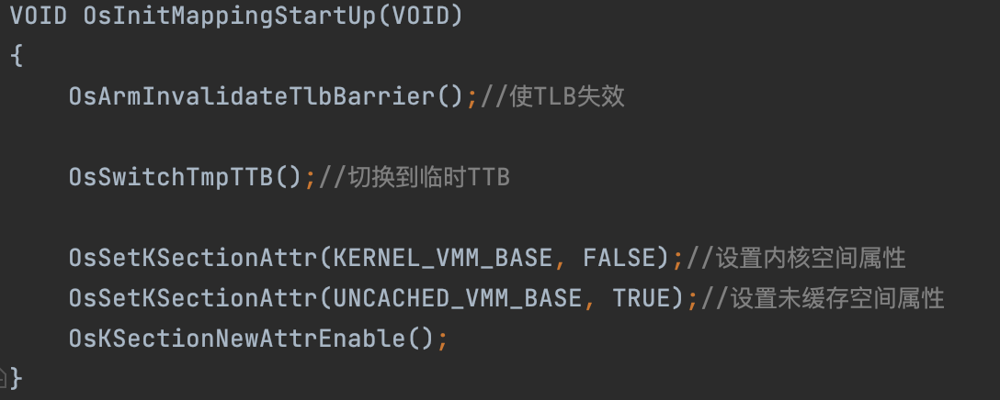 VOID OsInitMappingStartUp(VOID)
{
    OsArmInvalidateTlbBarrier();//使TLB失效
    OsSwitchTmpTTB();//切换到临时TTB
    OsSetKSectionAttr(KERNEL_VMM_BASE, FALSE);//设置内核空间属性
    OsSetKSectionAttr(UNCACHED_VMM_BASE, TRUE);//设置未缓存空间属性
    OsKSectionNewAttrEnable();
}